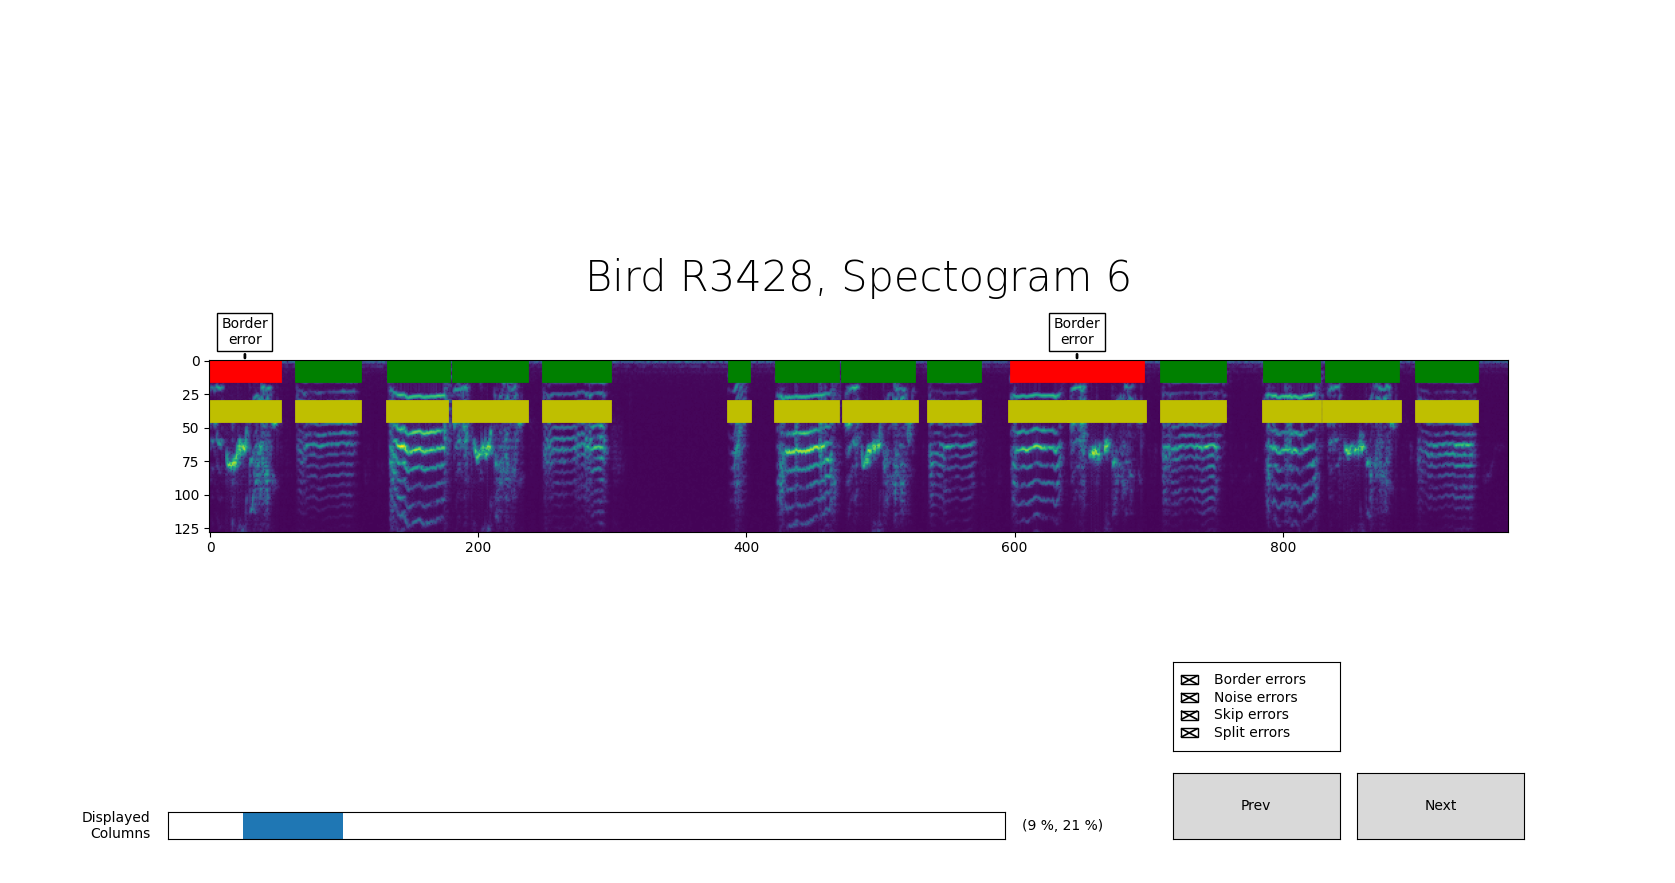 Bird R3428, Spectogram 6
Border
error
Border
error
0
25
50
75
100
125
0
200
400
600
800
Border errors
Noise errors
Skip errors
Split errors
Displayed
Columns
(9 %, 21 %)
Prev
Next